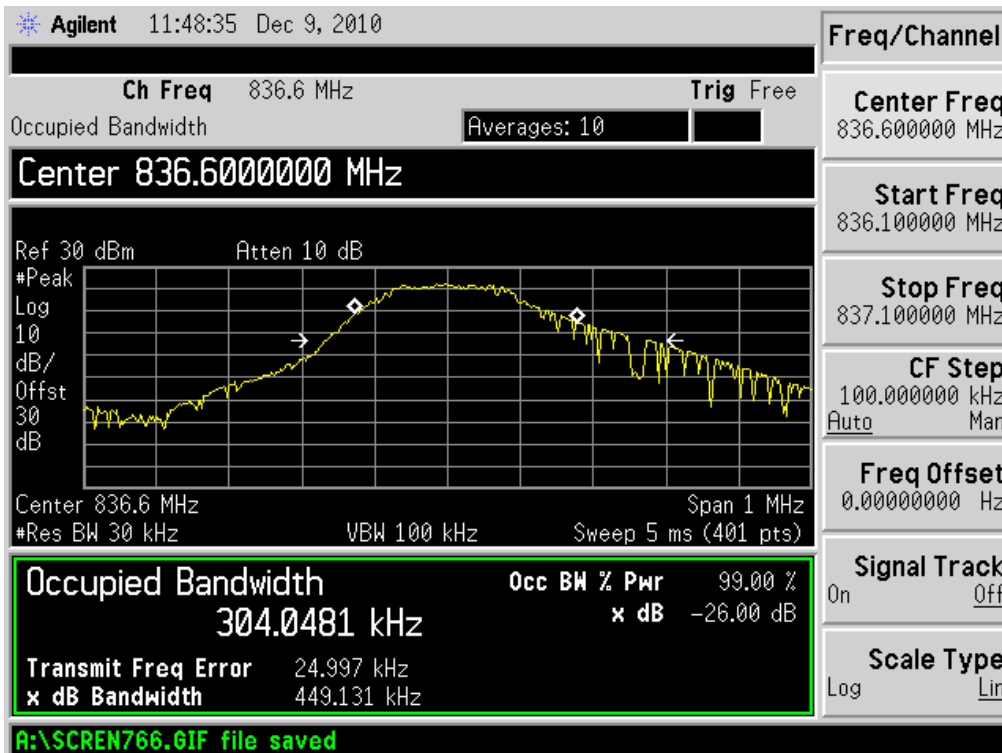 Agilent 11:48:35 Dec 9, 2010
Freq/Channel
Ch Freq 836.6 MHz Trig Free
Occupied Bandwidth Averages: 10
Center 836.6000000 MHz
Ref 30 dBm Atten 10 dB
#Peak
Log
10
dB/
Offst
30
dB
Center 836.6 MHz Span 1 MHz
#Res BW 30 kHz VBW 100 kHz Sweep 5 ms (401 pts)
Occupied Bandwidth Occ BW % Pwr 99.00 %
304.0481 kHz x dB -26.00 dB
Transmit Freq Error 24.997 kHz
x dB Bandwidth 449.131 kHz
A:\SCREN766.GIF file saved
Center Freq
836.600000 MHz
Start Freq
836.100000 MHz
Stop Freq
837.100000 MHz
CF Step
100.000000 kHz
Auto Man
Freq Offset
0.00000000 Hz
Signal Track
On Off
Scale Type
Log Lin